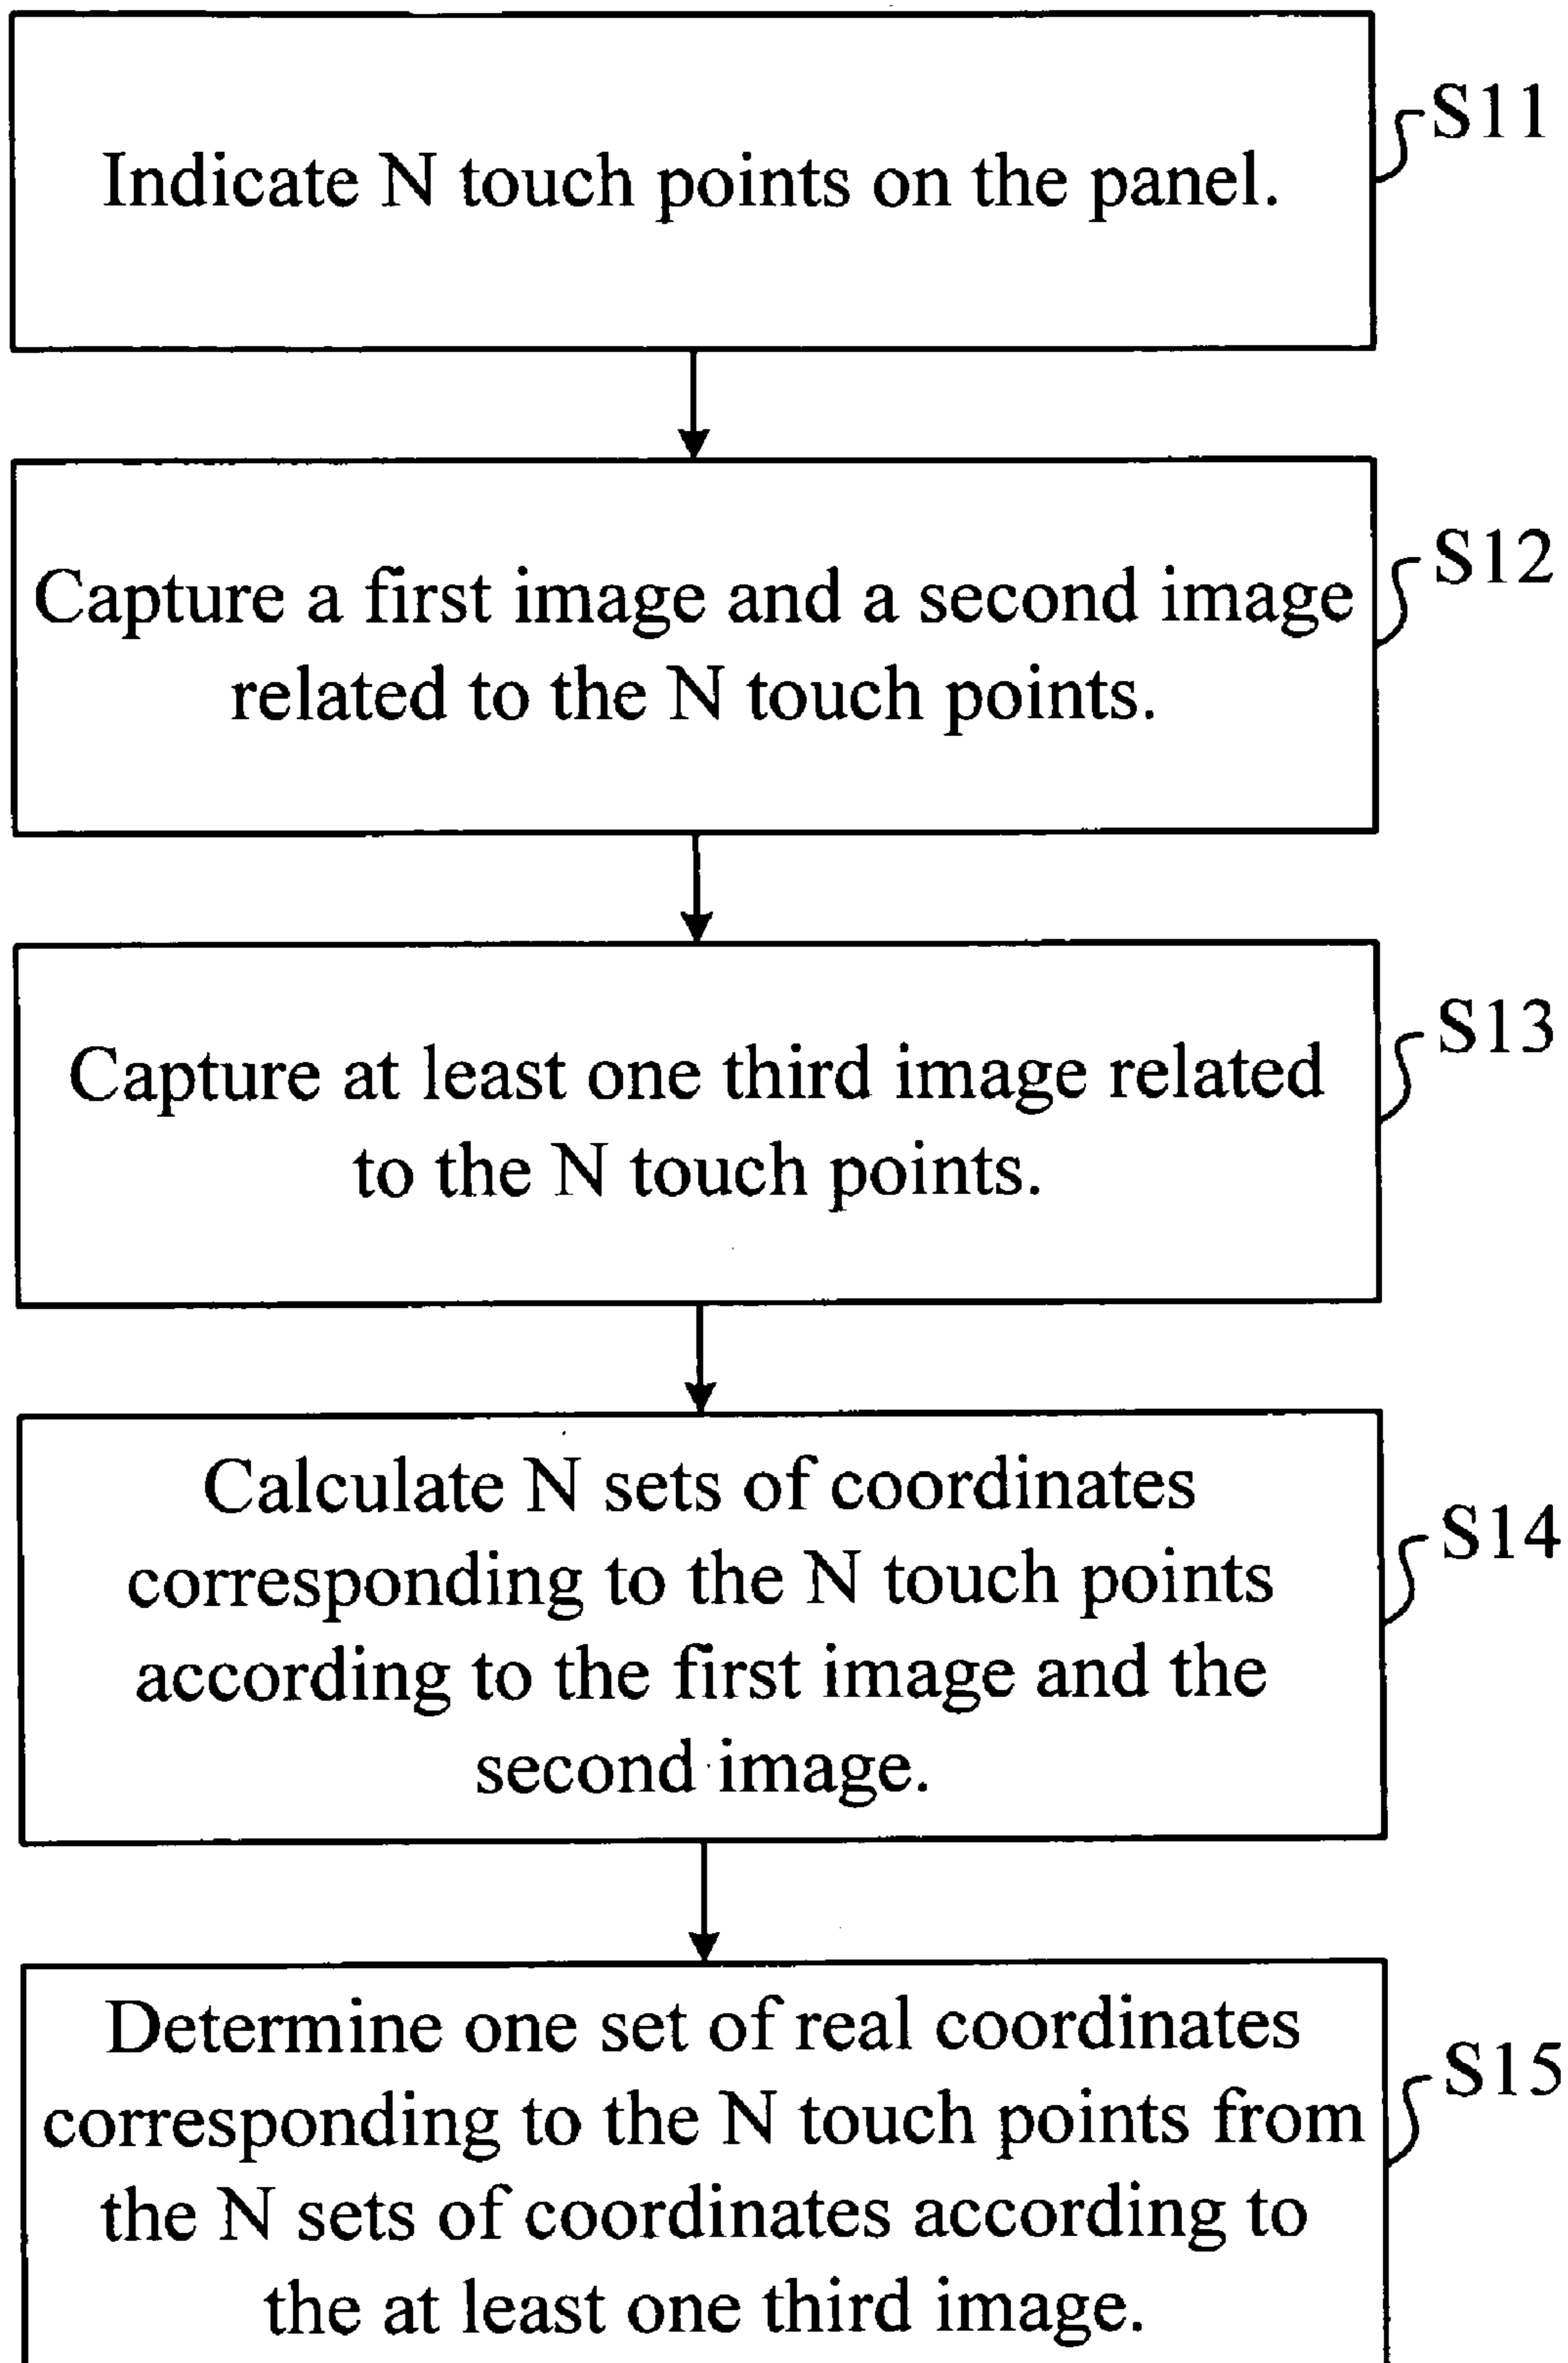 S11
Indicate N touch points on the panel.
S12
Capture a first image and a second image
related to the N touch points.
S13
Capture at least one third image related
to the N touch points.
S14
Calculate N sets of coordinates
corresponding to the N touch points
according to the first image and the
second image.
S15
Determine one set of real coordinates
corresponding to the N touch points from
the N sets of coordinates according to
the at least one third image.